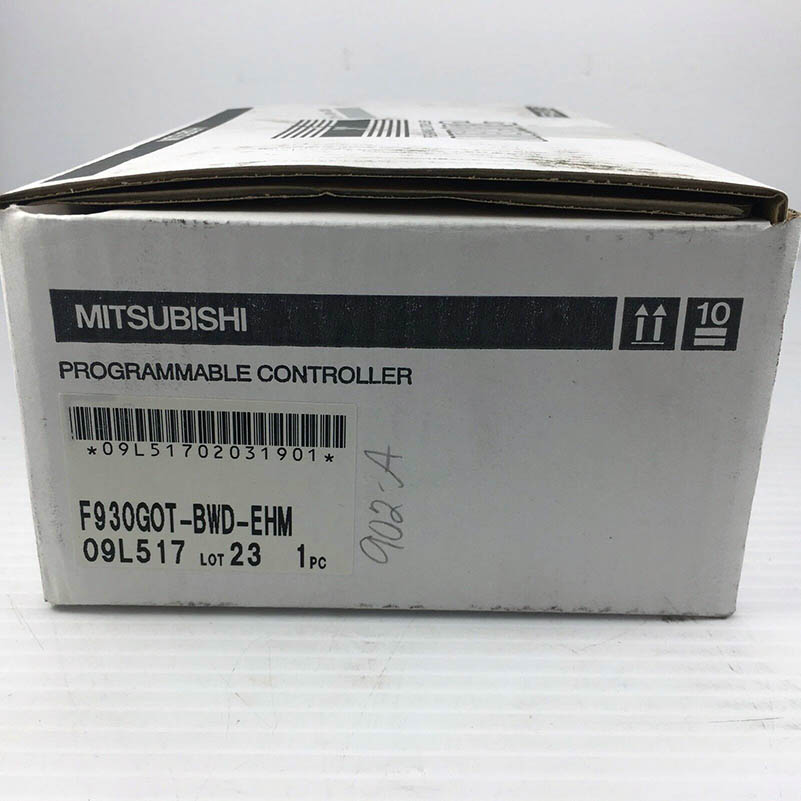 MITSUBISHI
10
PROGRAMMABLE CONTROLLER
*09L51702031901*
F930GOT-BWD-EHM
09L517 LOT 23 1PC
902-A